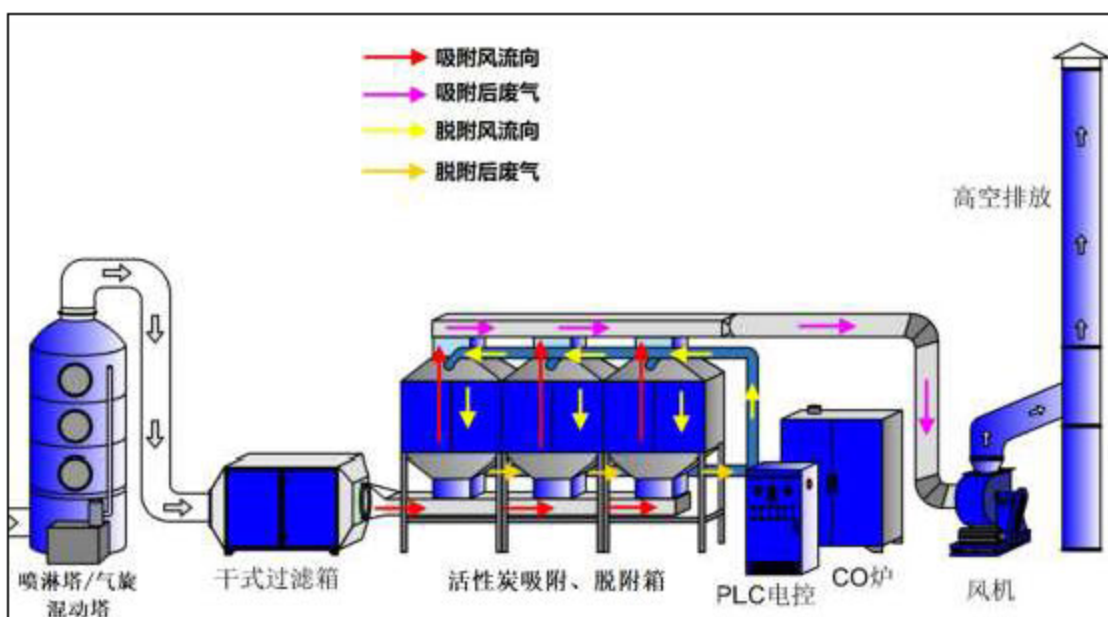 吸附风流向
吸附后废气
脱附风流向
脱附后废气
高空排放
喷淋塔/气旋
混动塔
干式过滤箱
活性炭吸附、脱附箱
PLC电控
CO炉
风机